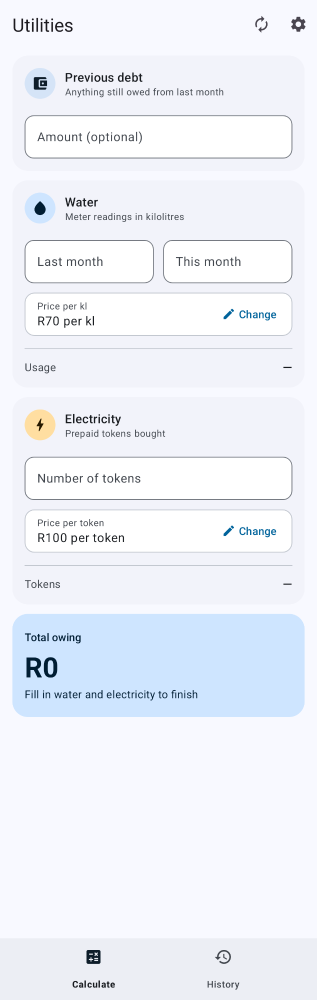 Utilities
Previous debt
Anything still owed from last month
Amount (optional)
Water
Meter readings in kilolitres
Last month
This month
Price per kl
R70 per kl
Change
Usage
–
Electricity
Prepaid tokens bought
Number of tokens
Price per token
R100 per token
Change
Tokens
–
Total owing
R0
Fill in water and electricity to finish
Calculate
History